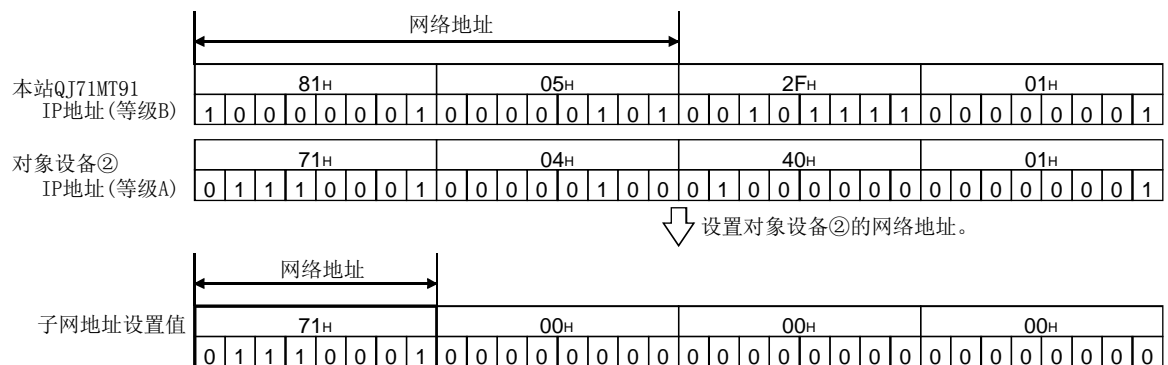 网络地址
本站QJ71MT91
IP地址(等级B)
81H 05H 2FH 01H
1 0 0 0 0 0 0 1 0 0 0 0 0 1 0 1 0 0 1 0 1 1 1 1 0 0 0 0 0 0 0 1
对象设备②
IP地址(等级A)
71H 04H 40H 01H
0 1 1 1 0 0 0 1 0 0 0 0 0 1 0 0 0 1 0 0 0 0 0 0 0 0 0 0 0 0 0 1
设置对象设备②的网络地址。
网络地址
子网地址设置值
71H 00H 00H 00H
0 1 1 1 0 0 0 1 0 0 0 0 0 0 0 0 0 0 0 0 0 0 0 0 0 0 0 0 0 0 0 0